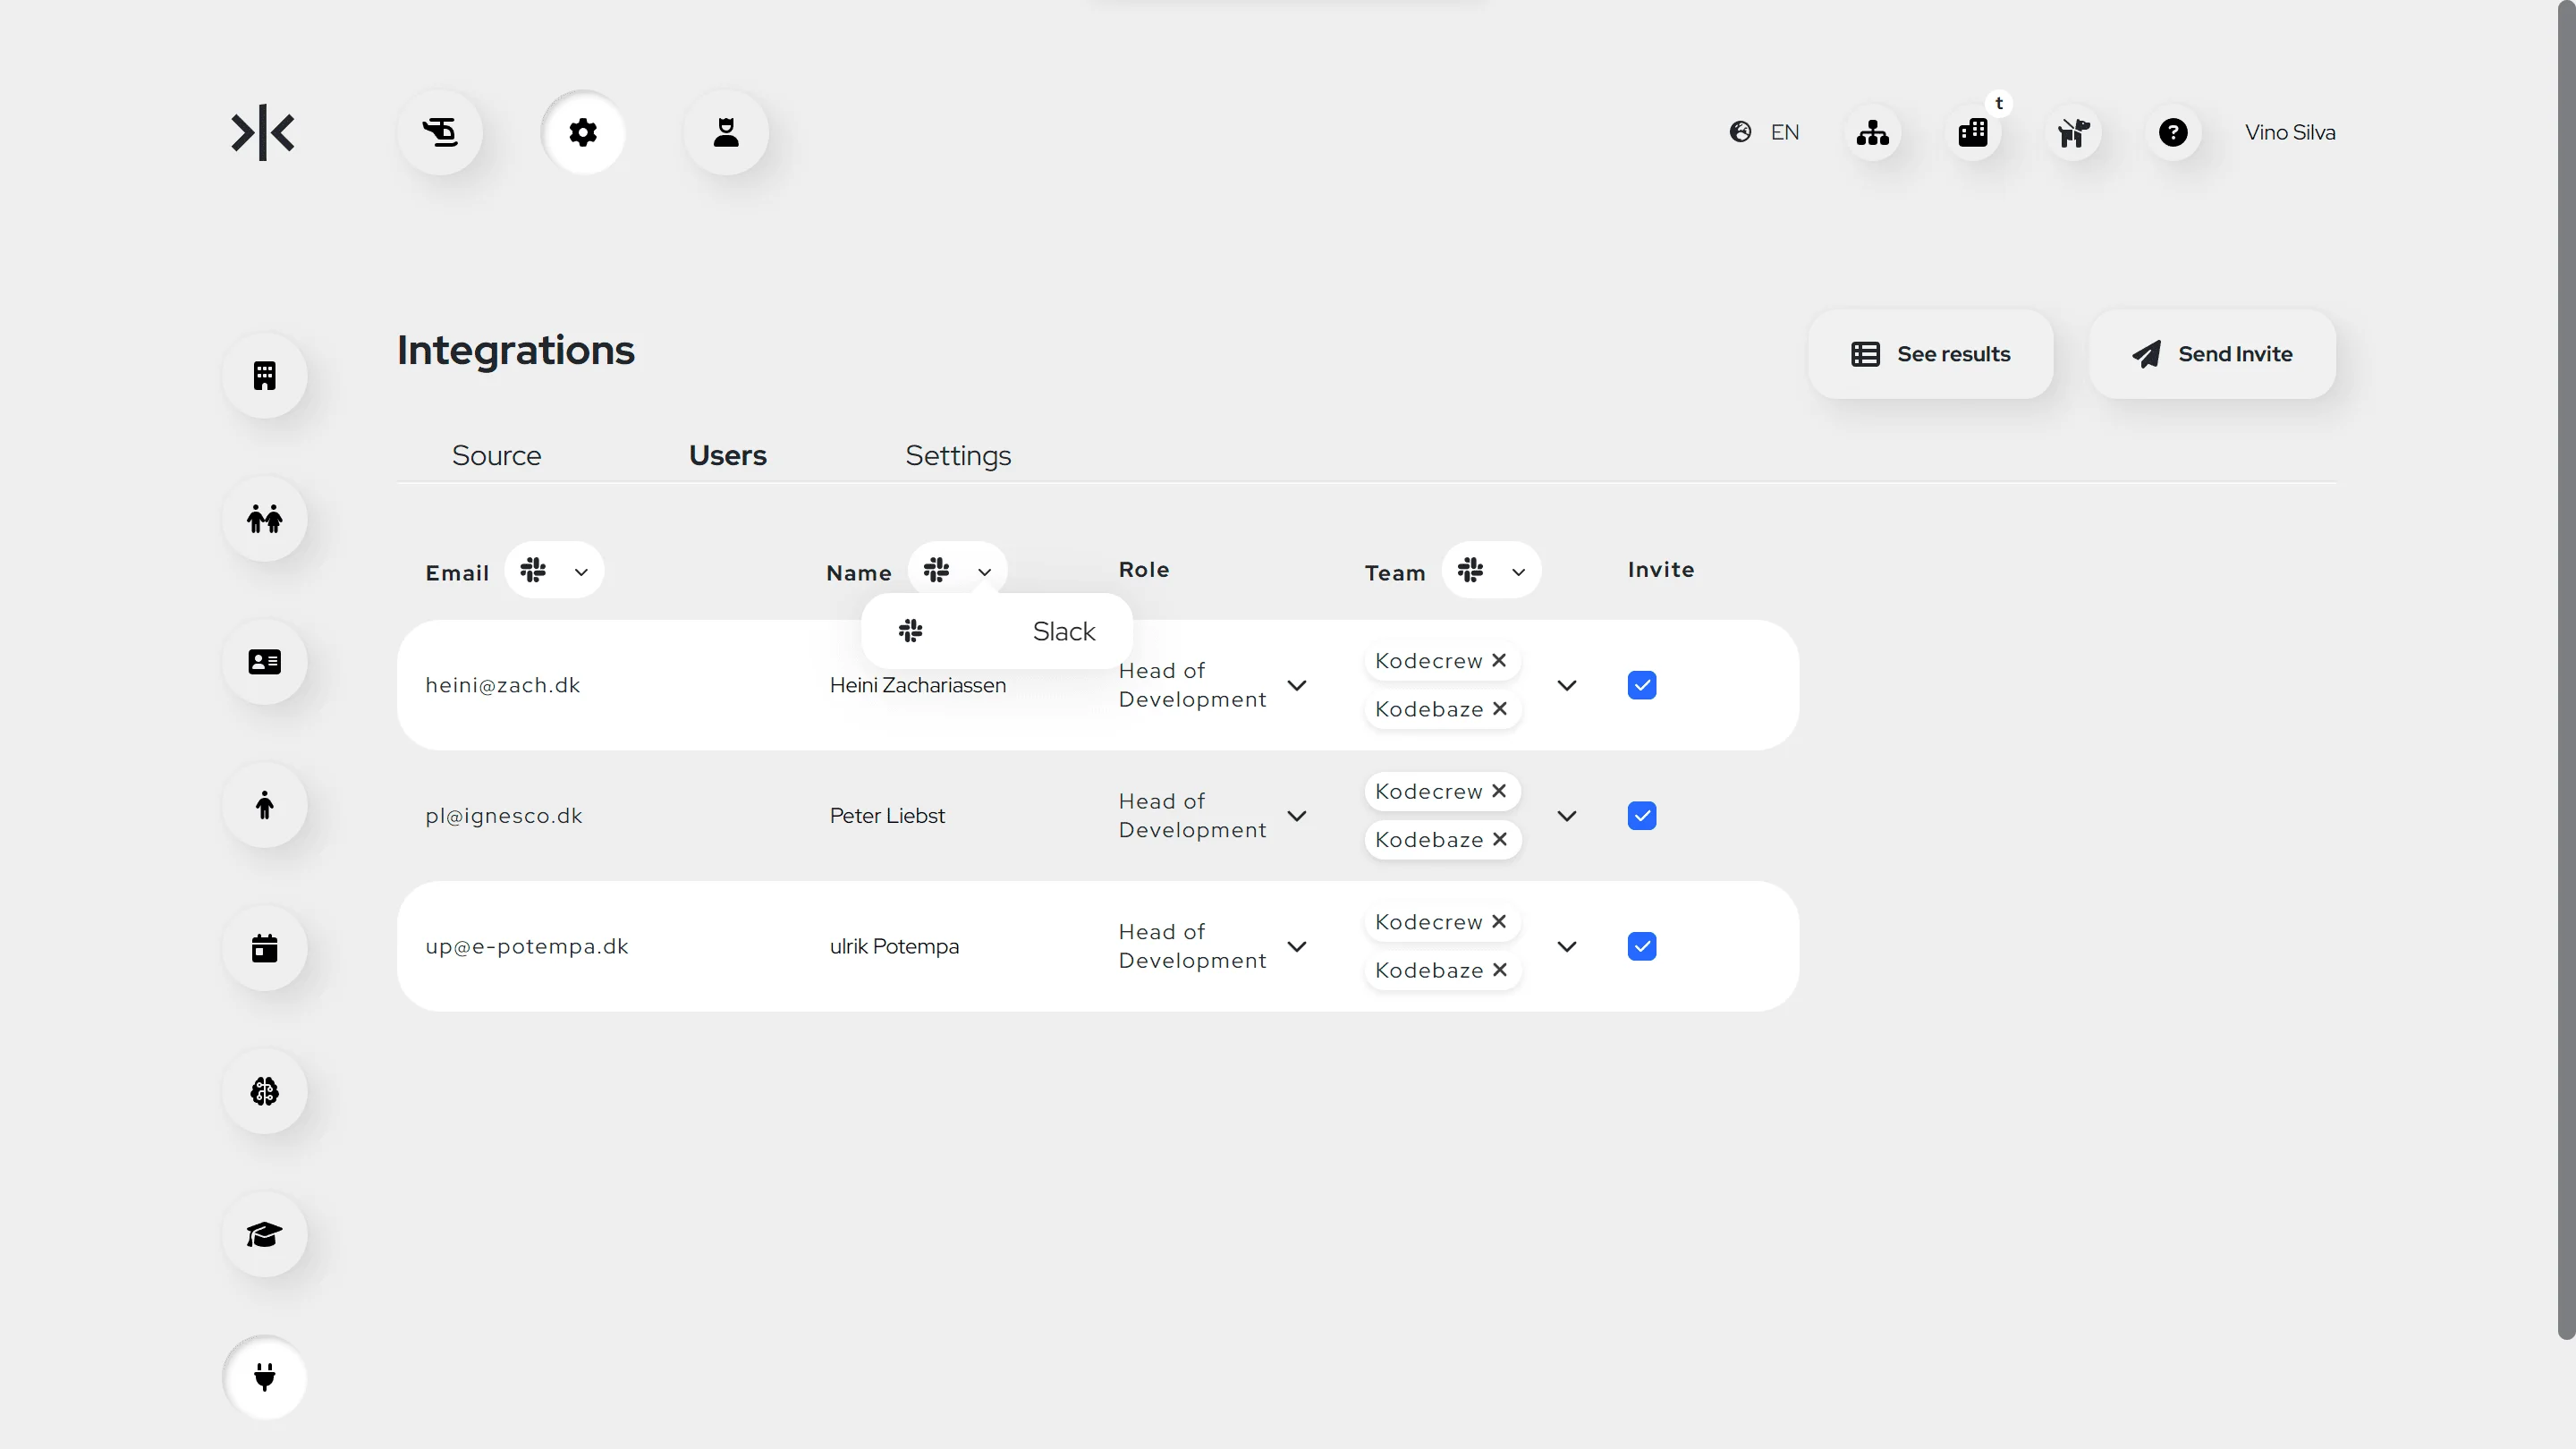 t
EN
Vino Silva
Integrations
See results
Send Invite
Source
Users
Settings
Email
Name
Role
Team
Invite
Slack
heini@zach.dk
Heini Zachariassen
Head of
Development
Kodecrew
Kodebaze
pl@ignesco.dk
Peter Liebst
Head of
Development
Kodecrew
Kodebaze
up@e-potempa.dk
ulrik Potempa
Head of
Development
Kodecrew
Kodebaze